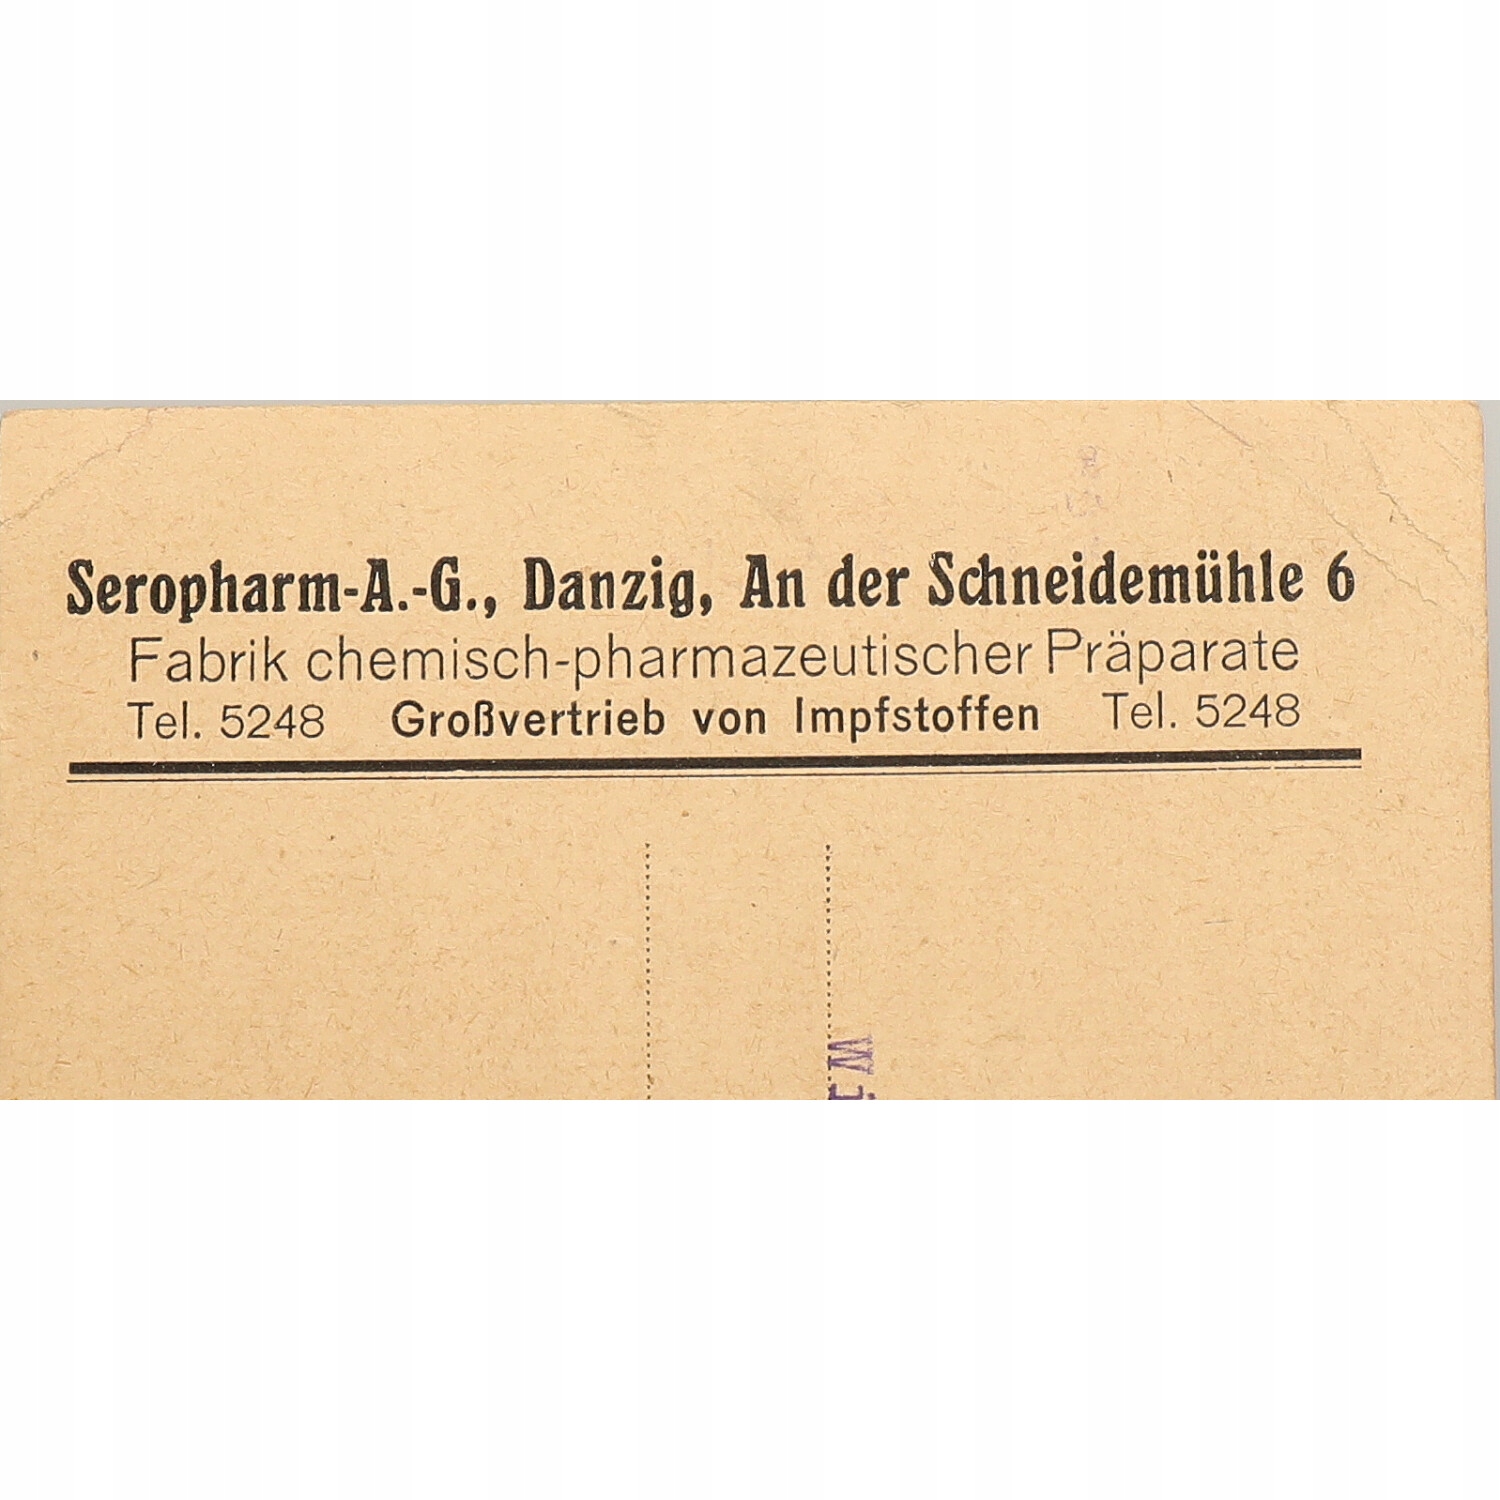 Seropharm-A.-G., Danzig, An der Schneidemühle 6
Fabrik chemisch-pharmazeutischer Präparate
Tel. 5248 Großvertrieb von Impfstoffen Tel. 5248